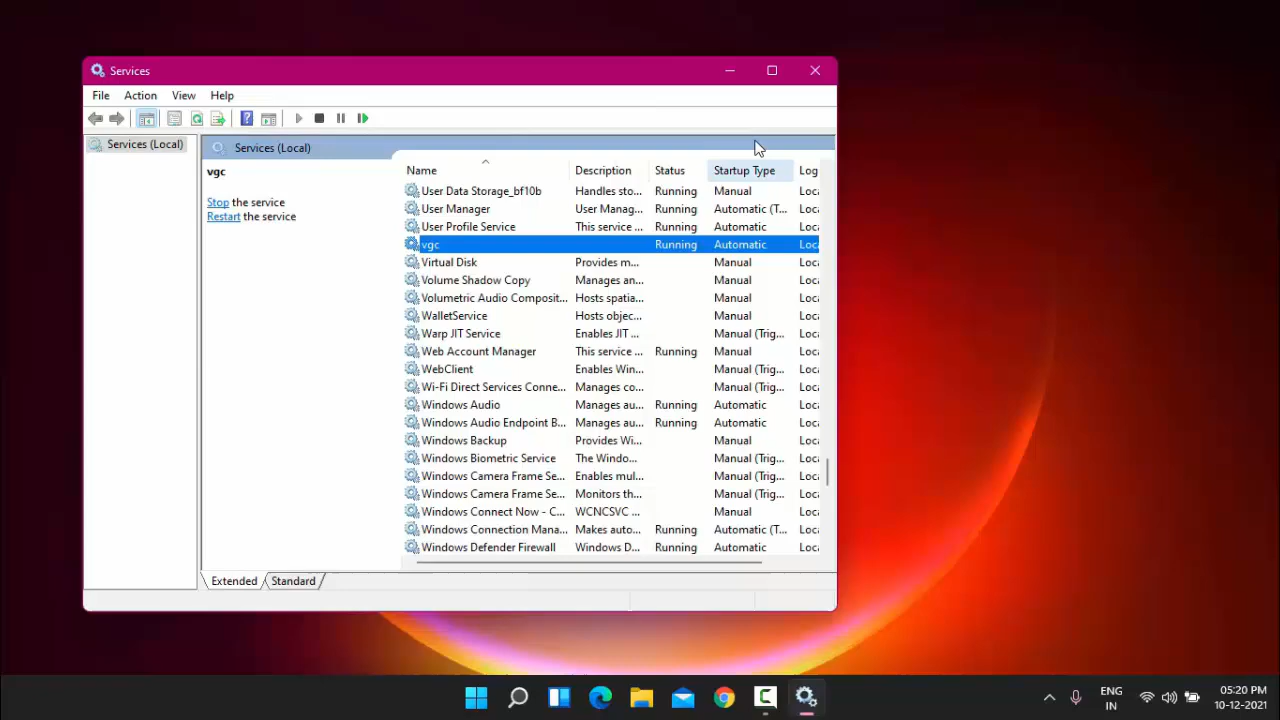 Services
File Action View Help
Services (Local)
Services (Local)
vgc
Stop the service
Restart the service
Name Description Status Startup Type Log
User Data Storage_bf10b Handles sto... Running Manual Loca
User Manager User Manag... Running Automatic (T... Loca
User Profile Service This service ... Running Automatic Loca
vgc Running Automatic Loca
Virtual Disk Provides m... Manual Loca
Volume Shadow Copy Manages an... Manual Loca
Volumetric Audio Composit... Hosts spatia... Manual Loca
WalletService Hosts objec... Manual Loca
Warp JIT Service Enables JIT ... Manual (Trig... Loca
Web Account Manager This service ... Running Manual Loca
WebClient Enables Win... Manual (Trig... Loca
Wi-Fi Direct Services Conne... Manages co... Manual (Trig... Loca
Windows Audio Manages au... Running Automatic Loca
Windows Audio Endpoint B... Manages au... Running Automatic Loca
Windows Backup Provides Wi... Manual Loca
Windows Biometric Service The Windo... Manual (Trig... Loca
Windows Camera Frame Se... Enables mul... Manual (Trig... Loca
Windows Camera Frame Se... Monitors th... Manual (Trig... Loca
Windows Connect Now - C... WCNCSVC ... Manual Loca
Windows Connection Mana... Makes auto... Running Automatic (T... Loca
Windows Defender Firewall Windows D... Running Automatic Loca
Extended Standard
ENG
IN
05:20 PM
10-12-2021